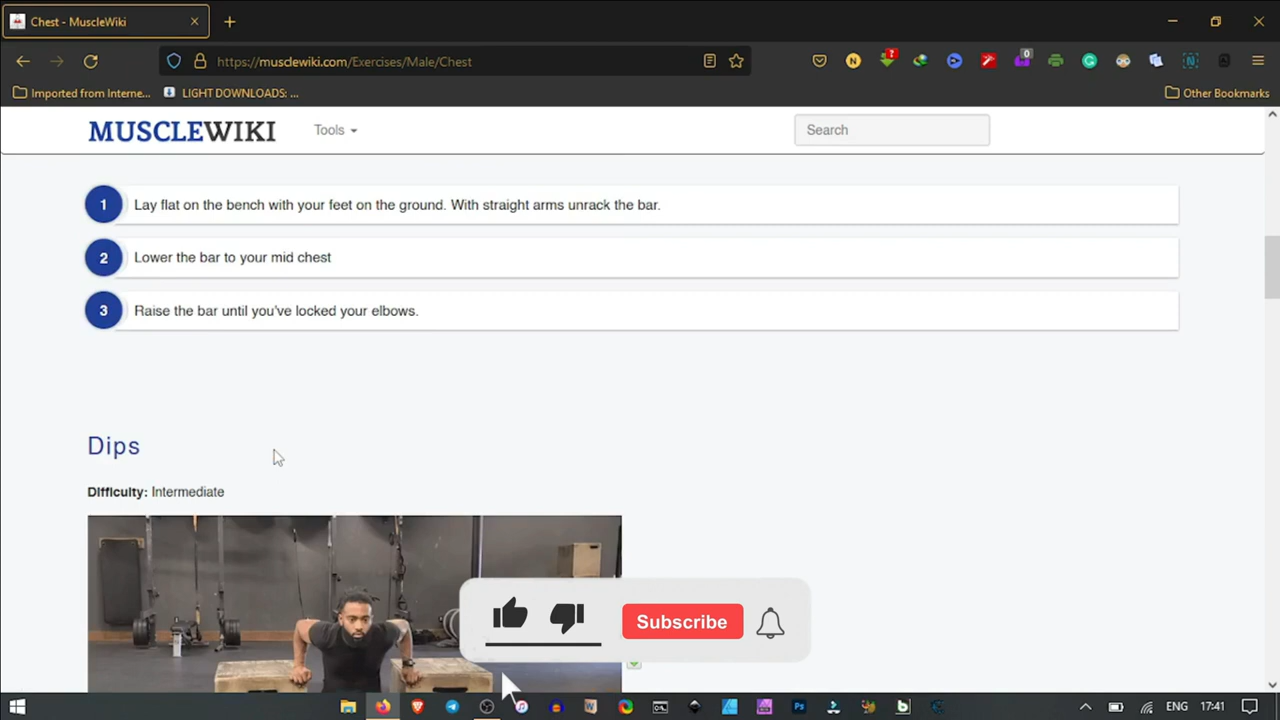 Chest - MuscleWiki
https://musclewiki.com/Exercises/Male/Chest
Imported from Interne...
LIGHT DOWNLOADS: ...
Other Bookmarks
MUSCLEWIKI
Tools
Search
1 Lay flat on the bench with your feet on the ground. With straight arms unrack the bar.
2 Lower the bar to your mid chest
3 Raise the bar until you've locked your elbows.
Dips
Difficulty: Intermediate
Subscribe
ENG 17:41